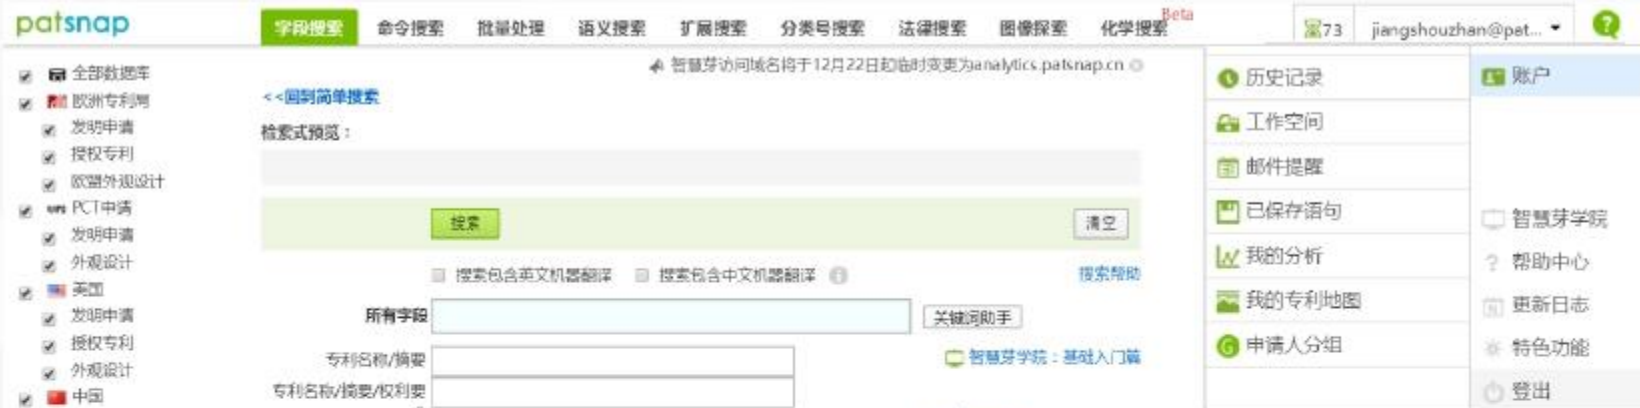 patsnap
字段搜索 命令搜索 批量处理 语义搜索 扩展搜索 分类号搜索 法律搜索 图像探索 化学搜索 Beta
73 jiangshouzhan@pat...
智慧芽访问域名将于12月22日起临时变更为analytics.patsnap.cn
全部数据库
欧洲专利局
发明申请
授权专利
欧盟外观设计
PCT申请
发明申请
外观设计
美国
发明申请
授权专利
外观设计
中国
<<回到简单搜索
检索式预览：
搜索 清空
搜索包含英文机器翻译 搜索包含中文机器翻译 搜索帮助
所有字段 关键词助手
专利名称/摘要 智慧芽学院：基础入门篇
专利名称/摘要/权利要
历史记录
工作空间
邮件提醒
已保存语句
我的分析
我的专利地图
申请人分组
账户
智慧芽学院
帮助中心
更新日志
特色功能
登出